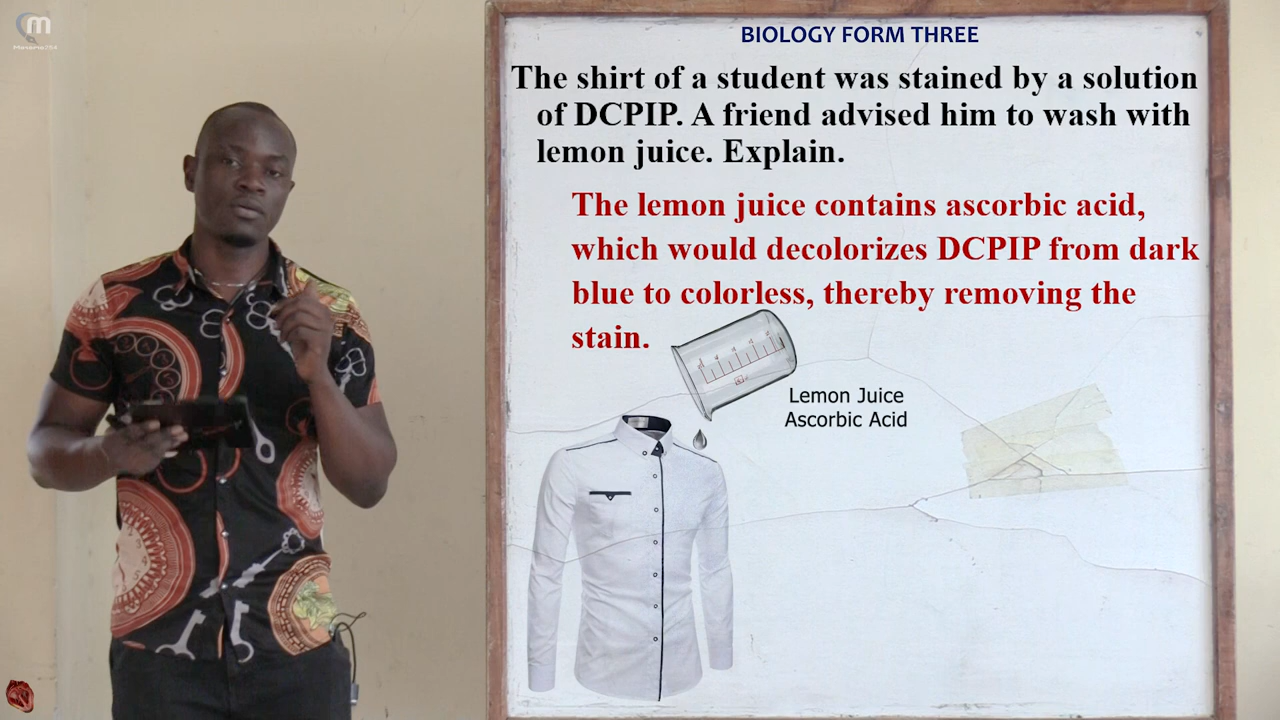 BIOLOGY FORM THREE
The shirt of a student was stained by a solution
of DCPIP. A friend advised him to wash with
lemon juice. Explain.
The lemon juice contains ascorbic acid,
which would decolorizes DCPIP from dark
blue to colorless, thereby removing the
stain.
Lemon Juice
Ascorbic Acid